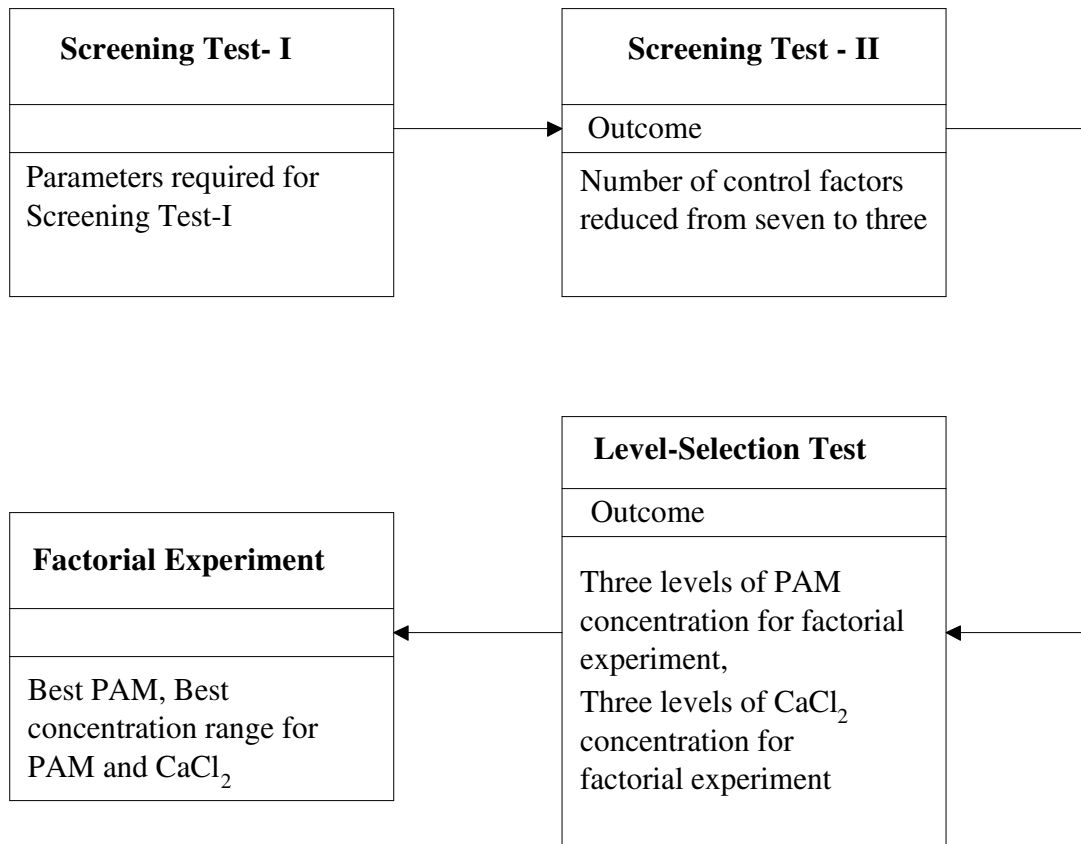 Screening Test- I
Parameters required for
Screening Test-I
Screening Test - II
Outcome
Number of control factors
reduced from seven to three
Level-Selection Test
Outcome
Three levels of PAM
concentration for factorial
experiment,
Three levels of CaCl₂
concentration for
factorial experiment
Factorial Experiment
Best PAM, Best
concentration range for
PAM and CaCl₂